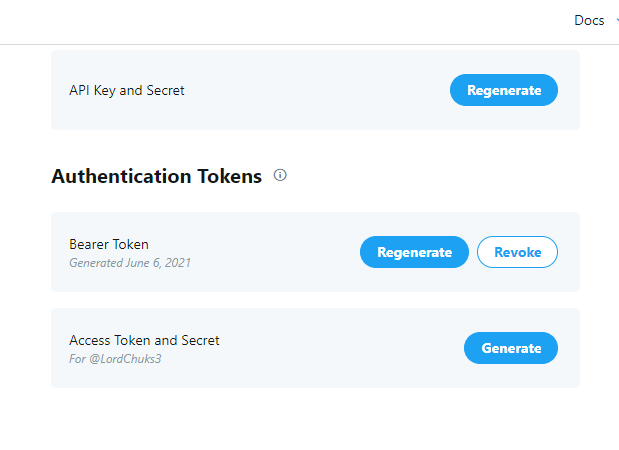 Docs
API Key and Secret
Regenerate
Authentication Tokens
Bearer Token
Generated June 6, 2021
Regenerate
Revoke
Access Token and Secret
For @LordChuks3
Generate